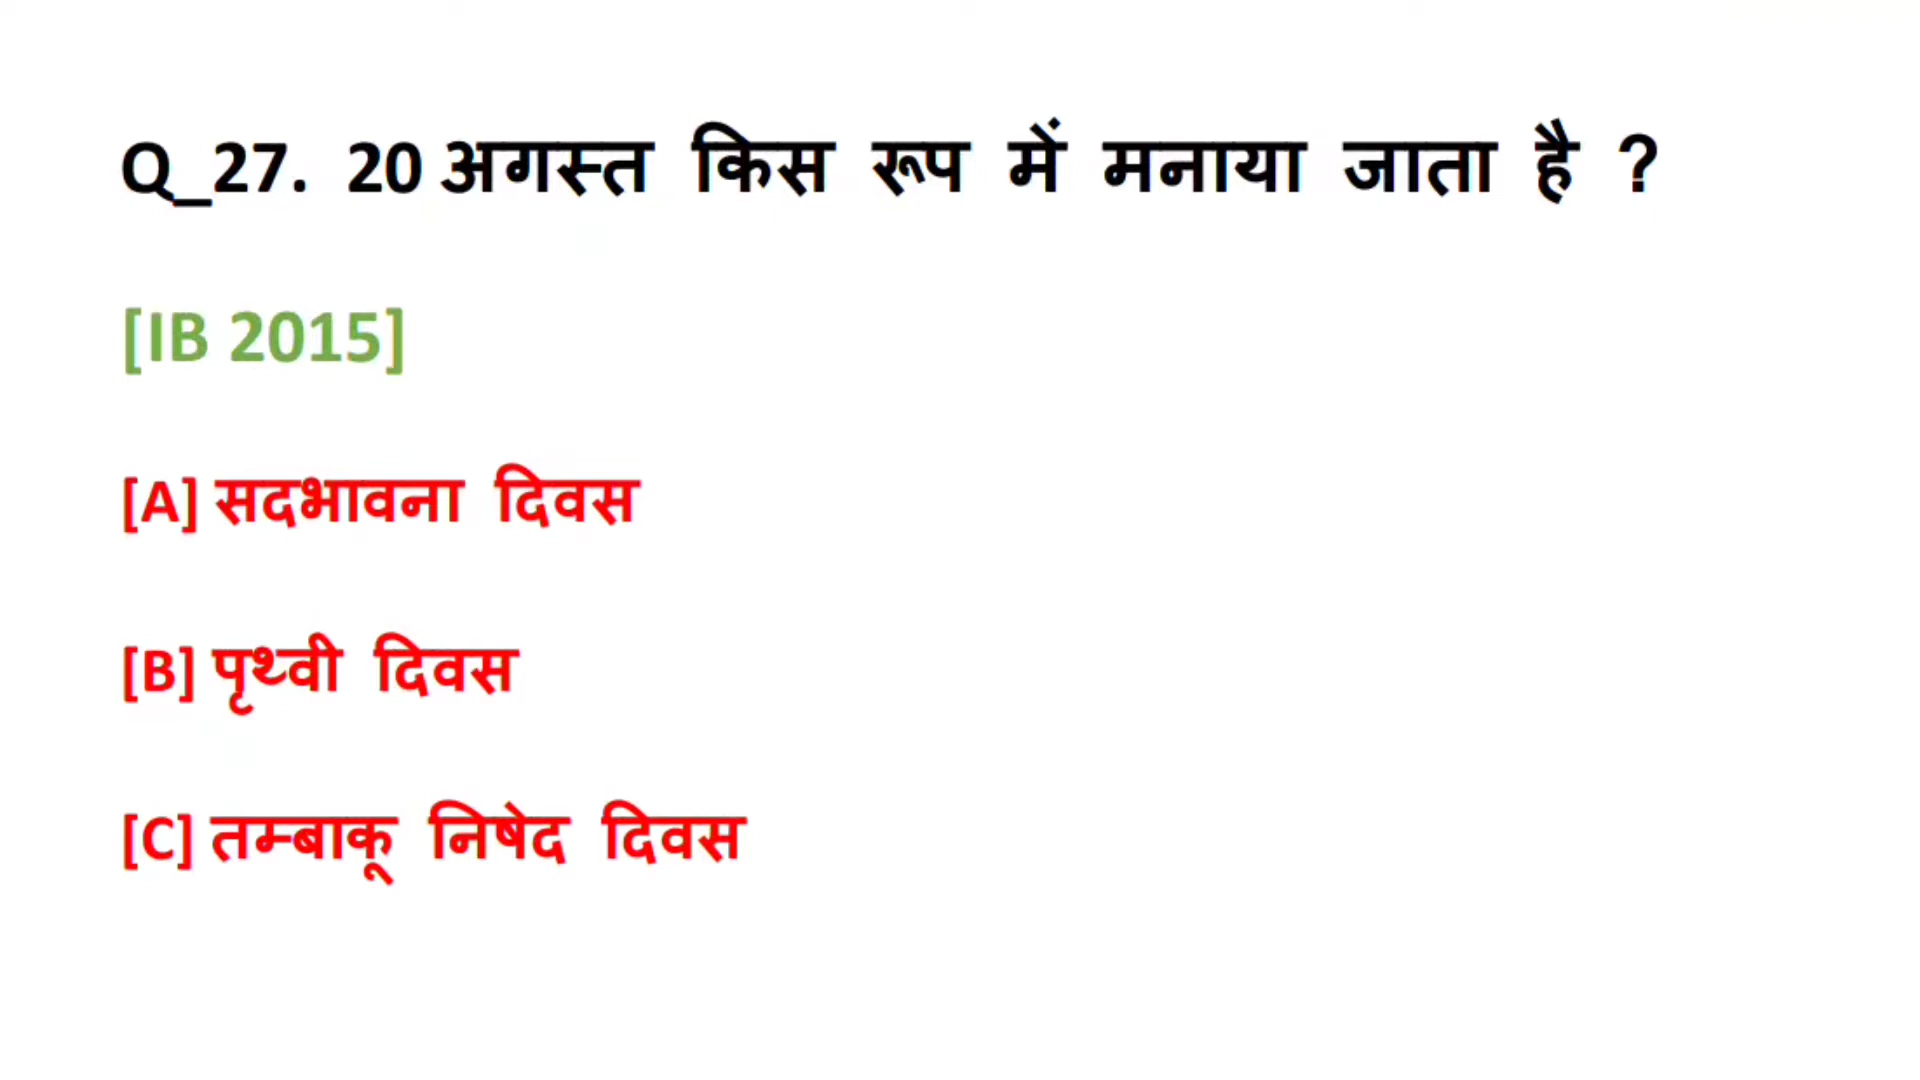 Q_27. 20 अगस्त किस रूप में मनाया जाता है ?
[IB 2015]
[A] सदभावना दिवस
[B] पृथ्वी दिवस
[C] तम्बाकू निषेद दिवस